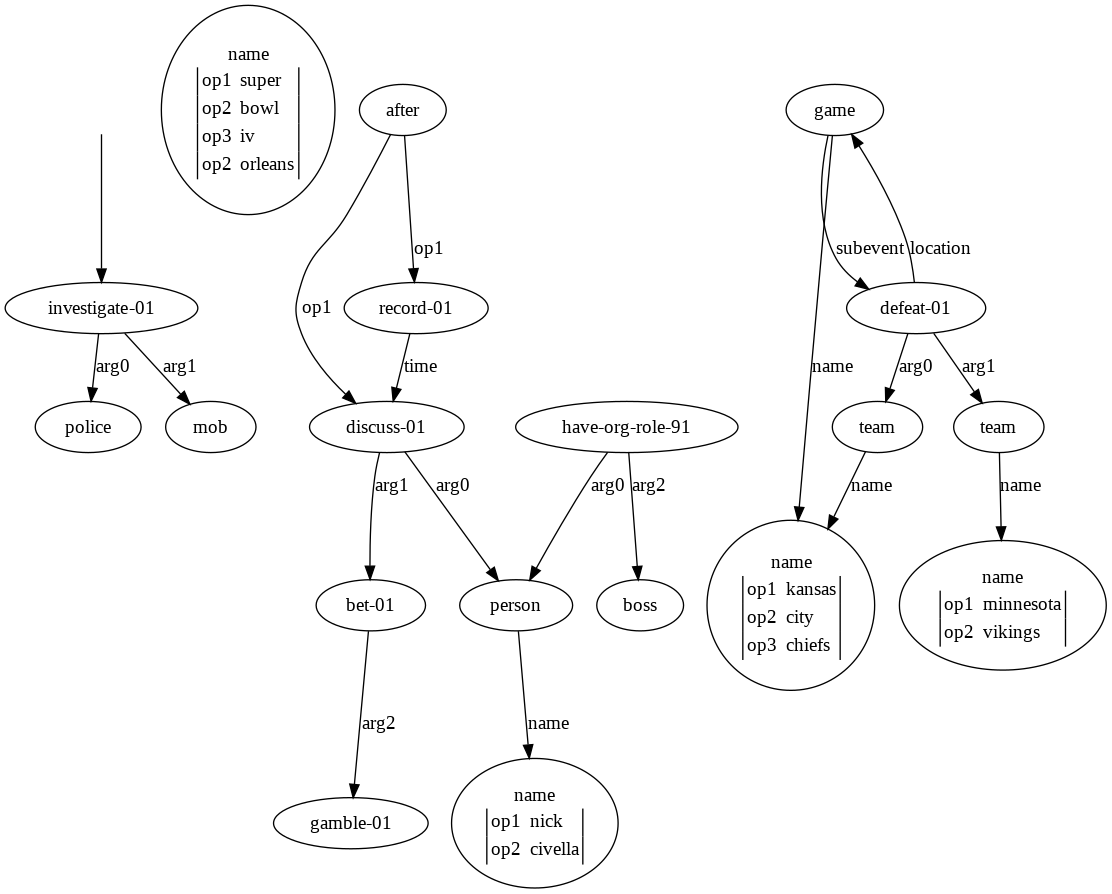 name
op1 super
op2 bowl
op3 iv
op2 orleans
after
game
op1
subevent
location
investigate-01
op1
record-01
defeat-01
arg0
arg1
time
name
arg0
arg1
police
mob
discuss-01
have-org-role-91
team
team
arg1
arg0
arg0
arg2
name
name
bet-01
person
boss
name
op1 kansas
op2 city
op3 chiefs
name
op1 minnesota
op2 vikings
arg2
name
gamble-01
name
op1 nick
op2 civella